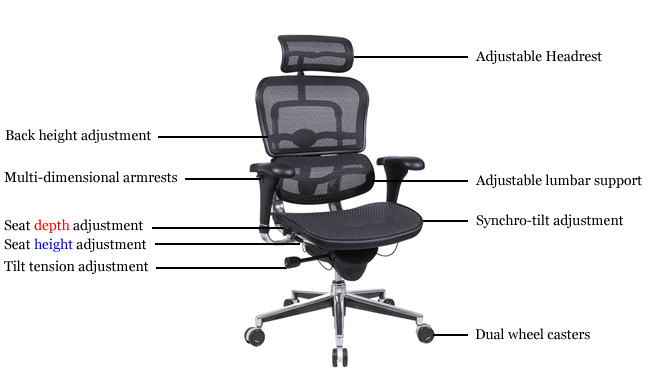 Adjustable Headrest
Back height adjustment
Multi-dimensional armrests
Adjustable lumbar support
Seat depth adjustment
Synchro-tilt adjustment
Seat height adjustment
Tilt tension adjustment
Dual wheel casters